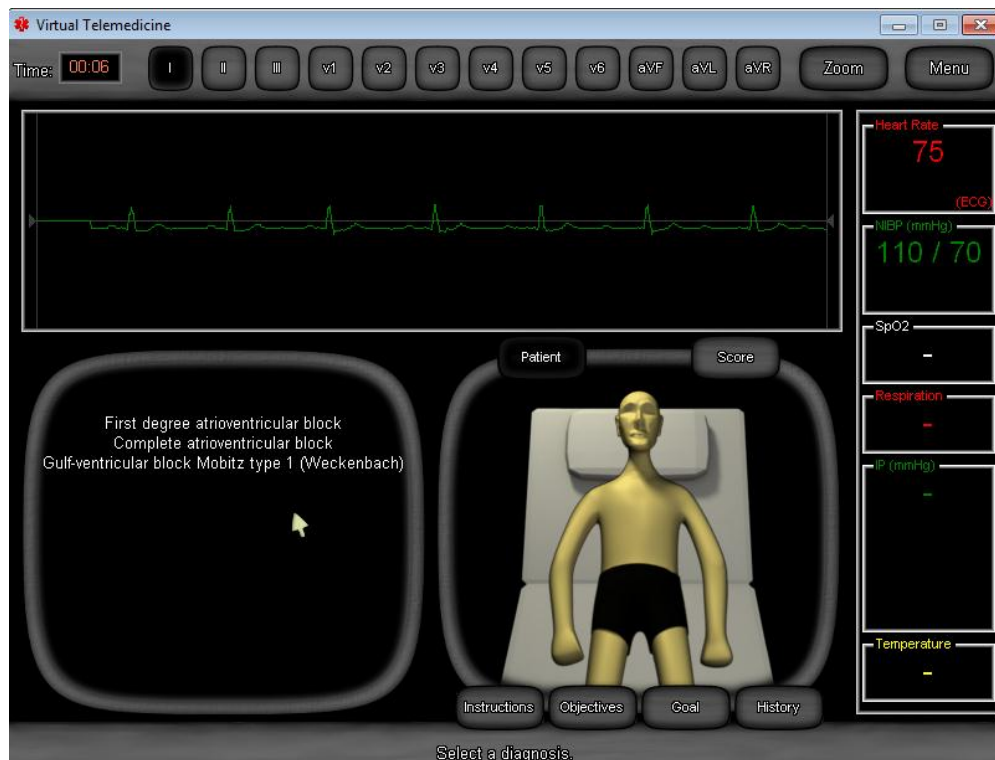 Virtual Telemedicine
Time: 00:06 I II III v1 v2 v3 v4 v5 v6 aVF aVL aVR Zoom Menu
Heart Rate
75
(ECG)
NIBP (mmHg)
110 / 70
SpO2
-
Respiration
-
IP (mmHg)
-
Temperature
-
Patient Score
First degree atrioventricular block
Complete atrioventricular block
Gulf-ventricular block Mobitz type 1 (Weckenbach)
Instructions Objectives Goal History
Select a diagnosis.